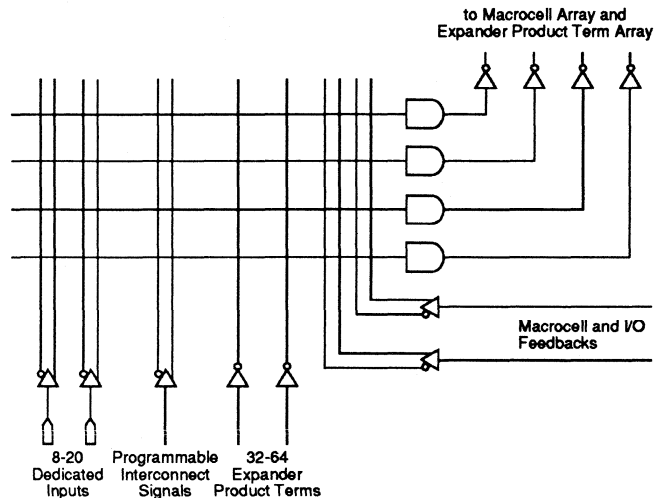 to Macrocell Array and
Expander Product Term Array
Macrocell and I/O
Feedbacks
8-20
Dedicated
Inputs
Programmable
Interconnect
Signals
32-64
Expander
Product Terms